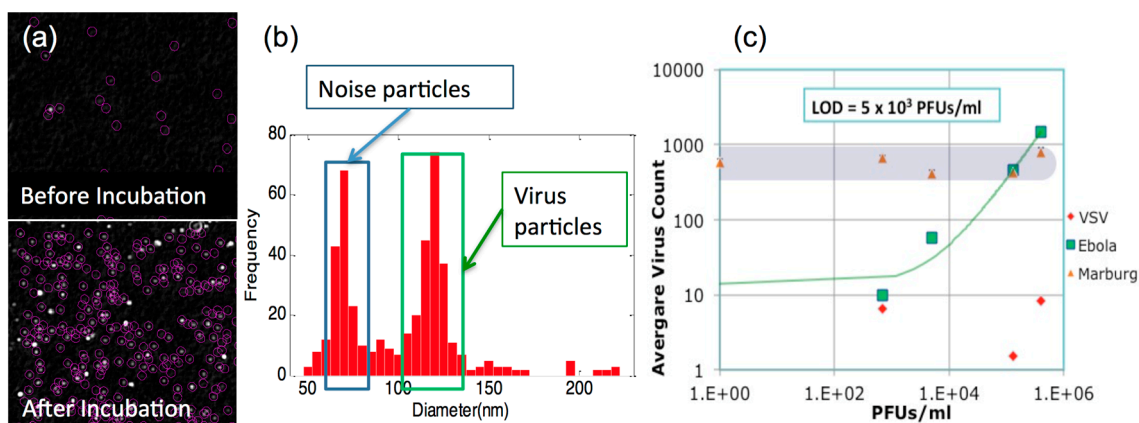 (a)
Before Incubation
After Incubation
(b)
Noise particles
Virus
particles
Frequency
80
60
40
20
0
50
100
150
200
Diameter(nm)
(c)
LOD = 5 x 10³ PFUs/ml
Avergare Virus Count
10000
1000
100
10
1
1.E+00
1.E+02
1.E+04
1.E+06
PFUs/ml
VSV
Ebola
Marburg